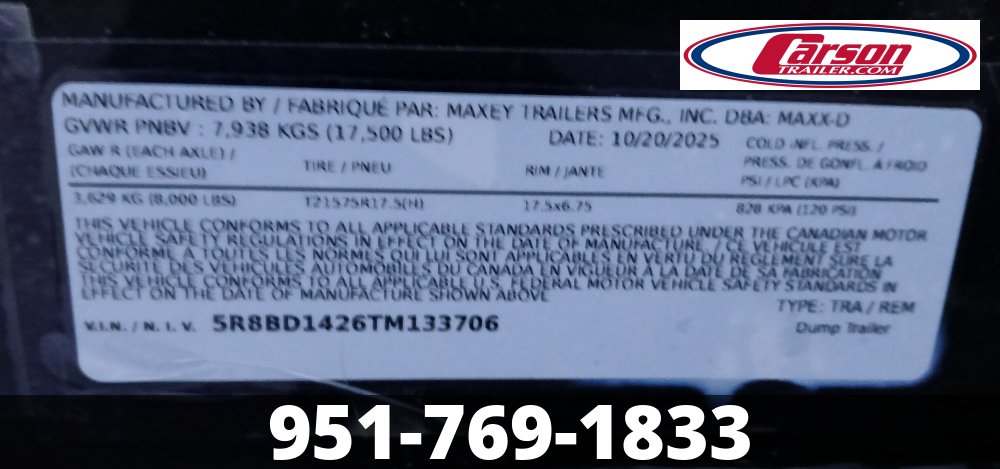 Carson
TRAILER.COM
MANUFACTURED BY / FABRIQUÉ PAR: MAXEY TRAILERS MFG., INC. DBA: MAXX-D
GVWR PNBV : 7,938 KGS (17,500 LBS) DATE: 10/20/2025
COLD INFL. PRESS. /
GAWR (EACH AXLE) / TIRE / PNEU RIM / JANTE PRESS. DE GONFL. A FROID
(CHAQUE ESSIEU) PSI / LPC (KPA)
3,629 KG (8,000 LBS) T21575R17.5(H) 17.5x6.75 828 KPA (120 PSI)
THIS VEHICLE CONFORMS TO ALL APPLICABLE STANDARDS PRESCRIBED UNDER THE CANADIAN MOTOR
VEHICLE SAFETY REGULATIONS IN EFFECT ON THE DATE OF MANUFACTURE. / CE VEHICULE EST
CONFORME A TOUTES LES NORMES QUI LUI SONT APPLICABLES EN VERTU DU REGLEMENT SURE LA
SECURITE DES VEHICULES AUTOMOBILES DU CANADA EN VIGUEUR A LA DATE DE SA FABRICATION
THIS VEHICLE CONFORMS TO ALL APPLICABLE U.S. FEDERAL MOTOR VEHICLE SAFETY STANDARDS IN
EFFECT ON THE DATE OF MANUFACTURE SHOWN ABOVE
TYPE: TRA / REM
V.I.N. / N. I. V. 5R8BD1426TM133706 Dump Trailer
951-769-1833